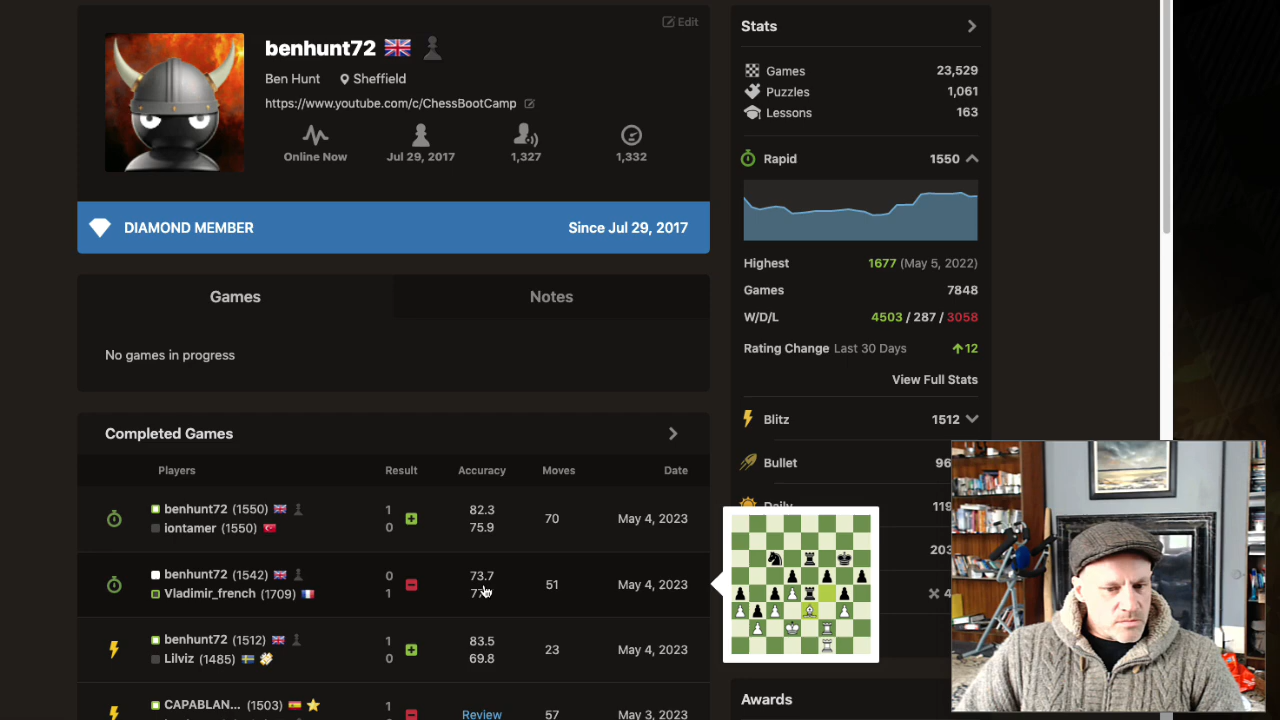 Edit
benhunt72
Ben Hunt Sheffield
https://www.youtube.com/c/ChessBootCamp
Online Now Jul 29, 2017 1,327 1,332
DIAMOND MEMBER Since Jul 29, 2017
Games Notes
No games in progress
Completed Games
Players Result Accuracy Moves Date
benhunt72 (1550) 1 82.3
iontamer (1550) 0 75.9 70 May 4, 2023
benhunt72 (1542) 0 73.7
Vladimir_french (1709) 1 51 May 4, 2023
benhunt72 (1512) 1 83.5
Lilviz (1485) 0 69.8 23 May 4, 2023
CAPABLAN... (1503) 1 Review 57 May 3, 2023
Stats
Games 23,529
Puzzles 1,061
Lessons 163
Rapid 1550
Highest 1677 (May 5, 2022)
Games 7848
W/D/L 4503 / 287 / 3058
Rating Change Last 30 Days 12
View Full Stats
Blitz 1512
Bullet 96
Daily 119
203
4
Awards